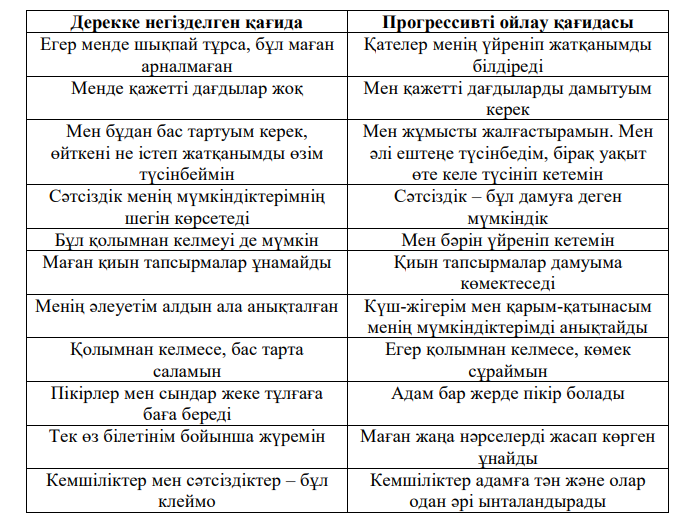 Дерекке негізделген қағида
Прогрессивті ойлау қағидасы
Егер менде шықпай тұрса, бұл маған
арналмаған
Қателер менің үйреніп жатқанымды
білдіреді
Менде қажетті дағдылар жоқ
Мен қажетті дағдыларды дамытуым
керек
Мен бұдан бас тартуым керек,
өйткені не істеп жатқанымды өзім
түсінбеймін
Мен жұмысты жалғастырамын. Мен
әлі ештеңе түсінбедім, бірақ уақыт
өте келе түсініп кетемін
Сәтсіздік менің мүмкіндіктерімнің
шегін көрсетеді
Сәтсіздік – бұл дамуға деген
мүмкіндік
Бұл қолымнан келмеуі де мүмкін
Мен бәрін үйреніп кетемін
Маған қиын тапсырмалар ұнамайды
Қиын тапсырмалар дамуыма
көмектеседі
Менің әлеуетім алдын ала анықталған
Күш-жігерім мен қарым-қатынасым
менің мүмкіндіктерімді анықтайды
Қолымнан келмесе, бас тарта
саламын
Егер қолымнан келмесе, көмек
сұраймын
Пікірлер мен сындар жеке тұлғаға
баға береді
Адам бар жерде пікір болады
Тек өз білетінім бойынша жүремін
Маған жаңа нәрселерді жасап көрген
ұнайды
Кемшіліктер мен сәтсіздіктер – бұл
клеймо
Кемшіліктер адамға тән және олар
одан әрі ынталандырады